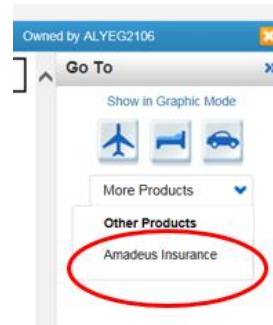 Owned by ALYEG2106
Go To
Show in Graphic Mode
More Products
Other Products
Amadeus Insurance